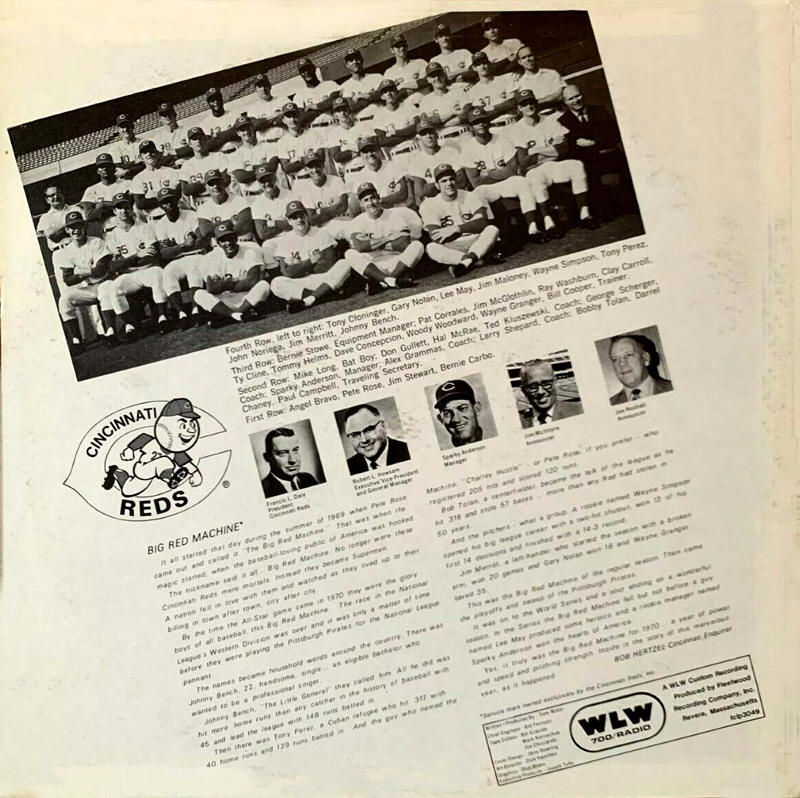 Fourth Row, left to right: Tony Cloninger, Gary Nolan, Lee May, Jim Maloney, Wayne Simpson, Tony Perez,
John Noriega, Jim Merritt, Johnny Bench.
Third Row: Bernie Stowe, Equipment Manager; Pat Corrales, Jim McGlothlin, Ray Washburn, Clay Carroll,
Ty Cline, Tommy Helms, Dave Concepcion, Woody Woodward, Wayne Granger, Bill Cooper, Trainer.
Second Row: Mike Long, Bat Boy; Don Gullett, Hal McRae, Ted Kluszewski, Coach; George Scherger,
Coach; Sparky Anderson, Manager; Alex Grammas, Coach; Larry Shepard, Coach; Bobby Tolan, Darrel
Chaney, Paul Campbell, Traveling Secretary.
First Row: Angel Bravo, Pete Rose, Jim Stewart, Bernie Carbo.
CINCINNATI
REDS
®
Francis L. Dale
President
Cincinnati Reds
Robert L. Howsam
Executive Vice-President
and General Manager
Sparky Anderson
Manager
Jim McIntyre
Announcer
Joe Nuxhall
Announcer
BIG RED MACHINE*
It all started that day during the summer of 1969 when Pete Rose
came out and called it "The Big Red Machine." That was when the
magic started, when the baseball-loving public of America was hooked.
The nickname said it all... Big Red Machine. No longer were these
Cincinnati Reds mere mortals. Instead they became Supermen.
A nation fell in love with them and watched as they lived up to their
billing in town after town, city after city.
By the time the All-Star game came in 1970 they were the glory
boys of all baseball, this Big Red Machine. The race in the National
League's Western Division was over and it was only a matter of time
before they were playing the Pittsburgh Pirates for the National League
pennant.
The names became household words around the country. There was
Johnny Bench, 22, handsome, single - an eligible bachelor who
wanted to be a professional singer.
Johnny Bench, "The Little General" they called him. All he did was
hit more home runs than any catcher in the history of baseball with
45 and lead the league with 148 runs batted in.
Then there was Tony Perez, a Cuban refugee who hit .317 with
40 home runs and 129 runs batted in. And the guy who named the
Machine, "Charley Hustle" - or Pete Rose, if you prefer - who
registered 205 hits and scored 120 runs.
Bob Tolan, a centerfielder, became the talk of the league as he
hit 316 and stole 57 bases - more than any Red had stolen in
50 years.
And the pitchers - what a group. A rookie named Wayne Simpson
opened his big league career with a two-hit shutout, won 13 of his
first 14 decisions and finished with a 14-3 record.
Jim Merritt, a left-hander who started the season with a broken
arm, won 20 games and Gary Nolan won 18 and Wayne Granger
saved 35.
This was the Big Red Machine of the regular season. Then came
the playoffs and sweep of the Pittsburgh Pirates.
It was on to the World Series and a sour ending on a wonderful
season. In the Series the Big Red Machine fell but not before a guy
named Lee May produced some heroics and a rookie manager named
Sparky Anderson won the hearts of America.
Yes, it truly was the Big Red Machine for 1970 - a year of power
and speed and pitching strength. Inside is the story of this marvelous
year, as it happened.
BOB HERTZEL Cincinnati Enquirer
*Service mark owned exclusively by the Cincinnati Reds, Inc.
WLW
700/RADIO
A WLW Custom Recording
Produced by Fleetwood
Recording Company, Inc.
Revere, Massachusetts
fclp3049